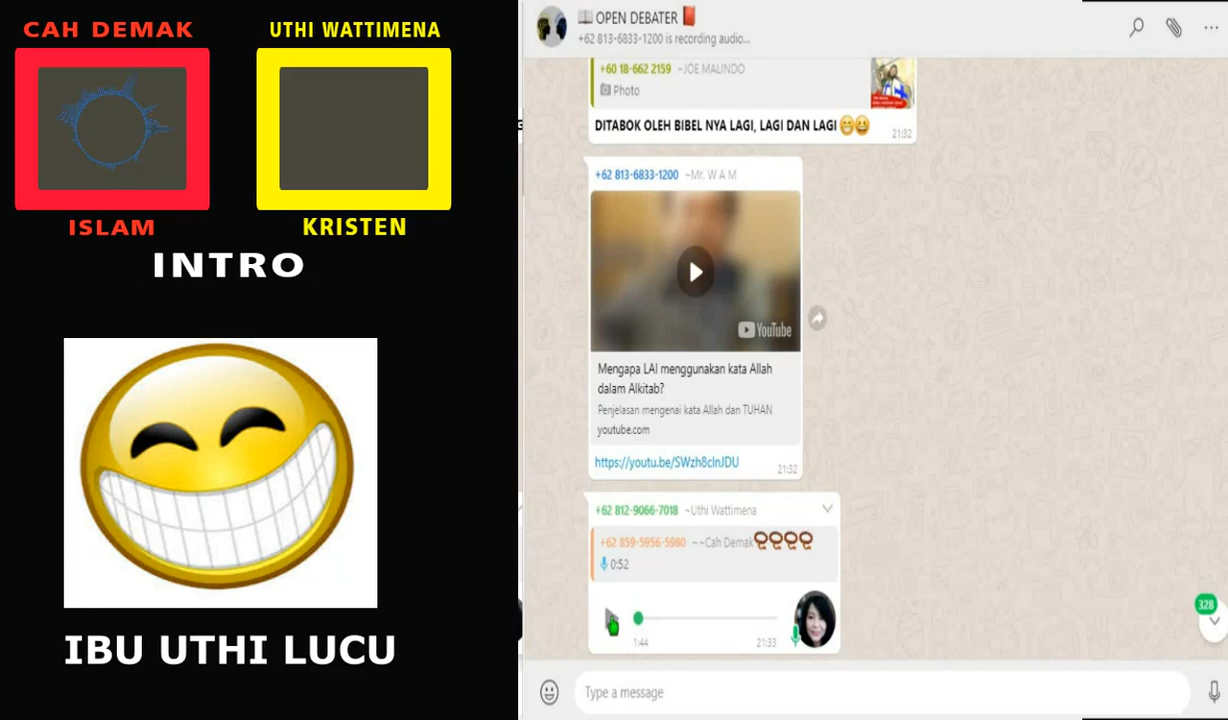 CAH DEMAK
UTHI WATTIMENA
ISLAM
KRISTEN
INTRO
IBU UTHI LUCU
OPEN DEBATER
+62 813-6833-1200 is recording audio...
+60 18-662 2159 ~JOE MALINDO
Photo
DITABOK OLEH BIBEL NYA LAGI, LAGI DAN LAGI
21:32
+62 813-6833-1200 ~Mr. W A M
YouTube
Mengapa LAI menggunakan kata Allah
dalam Alkitab?
Penjelasan mengenai kata Allah dan TUHAN
youtube.com
https://youtu.be/SWzh8cInJDU
21:32
+62 812-9066-7018 ~Uthi Wattimena
+62 859-5956-5980 ~~Cah Demak
0:52
1:44
21:33
328
Type a message